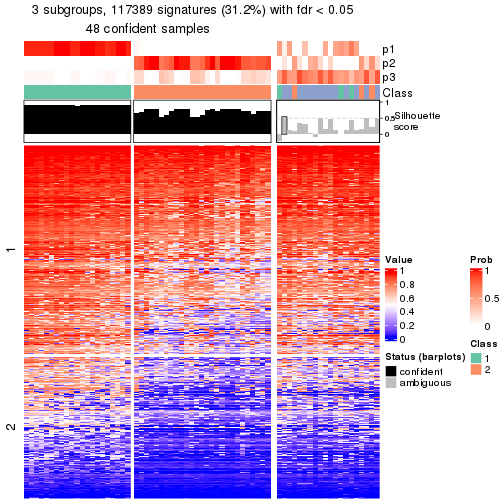 3 subgroups, 117389 signatures (31.2%) with fdr < 0.05
48 confident samples
p1
p2
p3
Class
1
0.5
0
Silhouette
score
1
2
Value
1
0.8
0.6
0.4
0.2
0
Status (barplots)
confident
ambiguous
Prob
1
0.5
0
Class
1
2